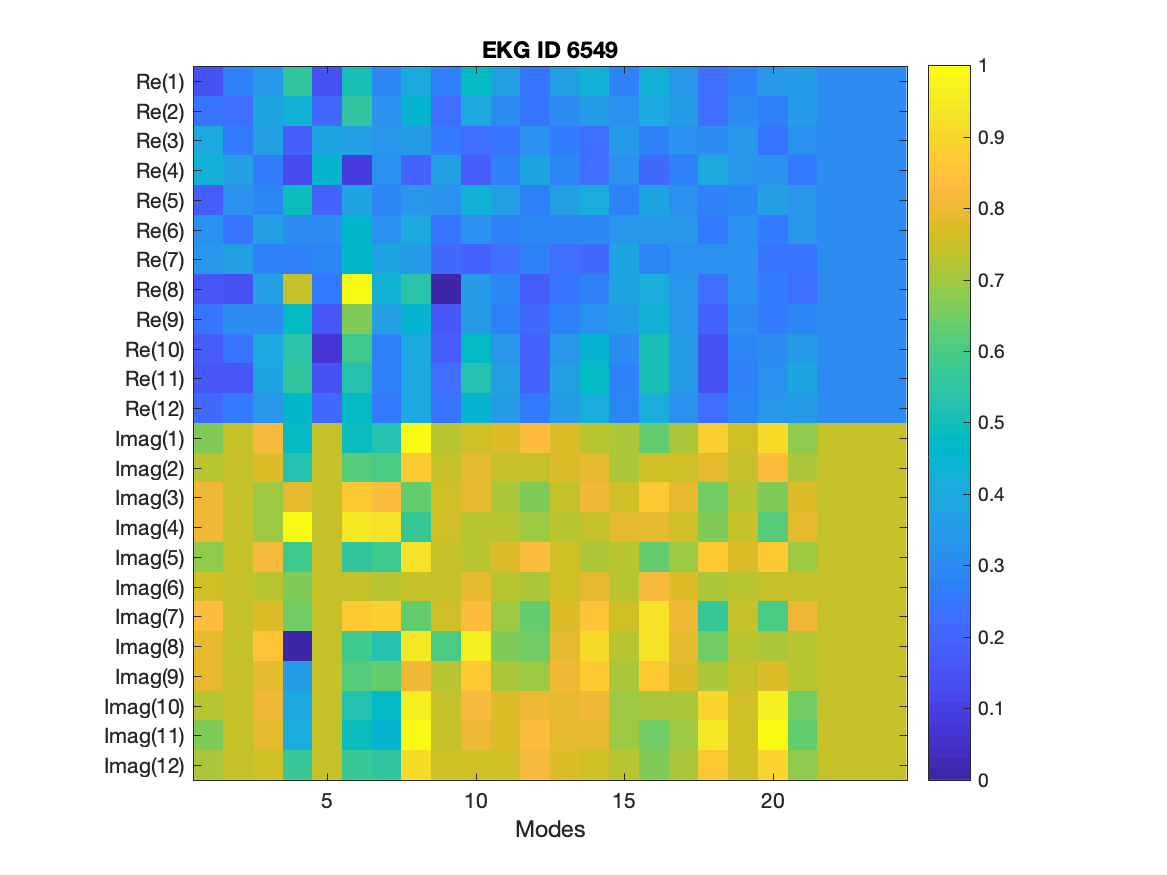 EKG ID 6549
Re(1)
Re(2)
Re(3)
Re(4)
Re(5)
Re(6)
Re(7)
Re(8)
Re(9)
Re(10)
Re(11)
Re(12)
Imag(1)
Imag(2)
Imag(3)
Imag(4)
Imag(5)
Imag(6)
Imag(7)
Imag(8)
Imag(9)
Imag(10)
Imag(11)
Imag(12)
5 10 15 20
Modes
1
0.9
0.8
0.7
0.6
0.5
0.4
0.3
0.2
0.1
0